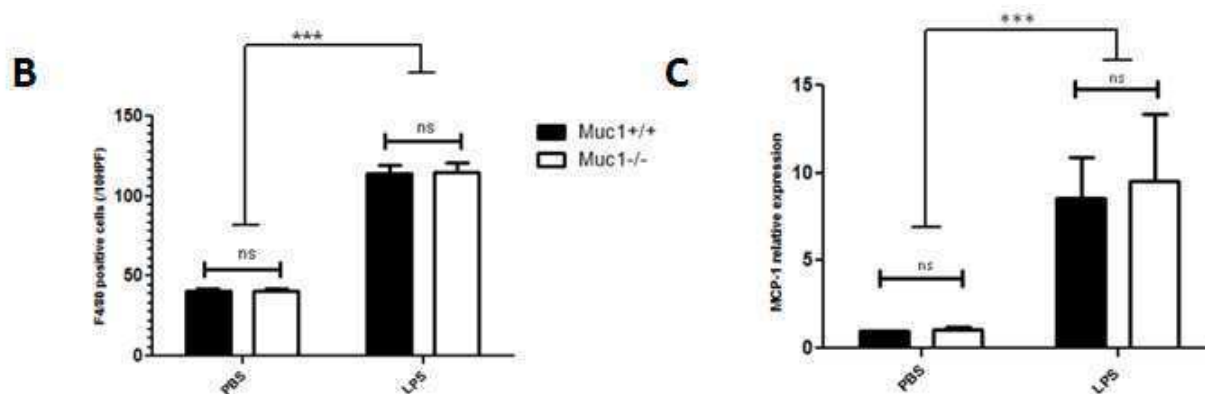 B
***
150
100
50
0
F4/80 positive cells (/10HPF)
ns
ns
PBS
LPS
Muc1+/+
Muc1-/-
C
***
15
10
5
0
MCP-1 relative expression
ns
ns
PBS
LPS